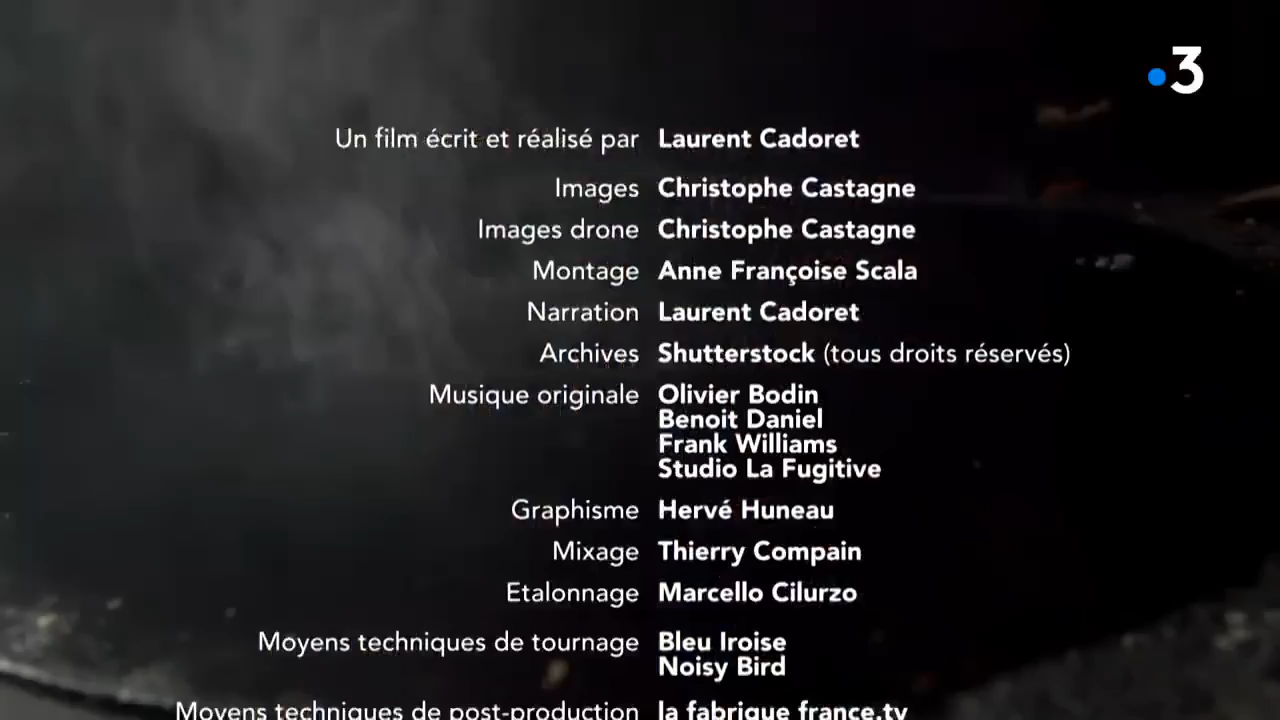 3
Un film écrit et réalisé par Laurent Cadoret
Images Christophe Castagne
Images drone Christophe Castagne
Montage Anne Françoise Scala
Narration Laurent Cadoret
Archives Shutterstock (tous droits réservés)
Musique originale Olivier Bodin
Benoit Daniel
Frank Williams
Studio La Fugitive
Graphisme Hervé Huneau
Mixage Thierry Compain
Etalonnage Marcello Cilurzo
Moyens techniques de tournage Bleu Iroise
Noisy Bird
Moyens techniques de post-production la fabrique france.tv